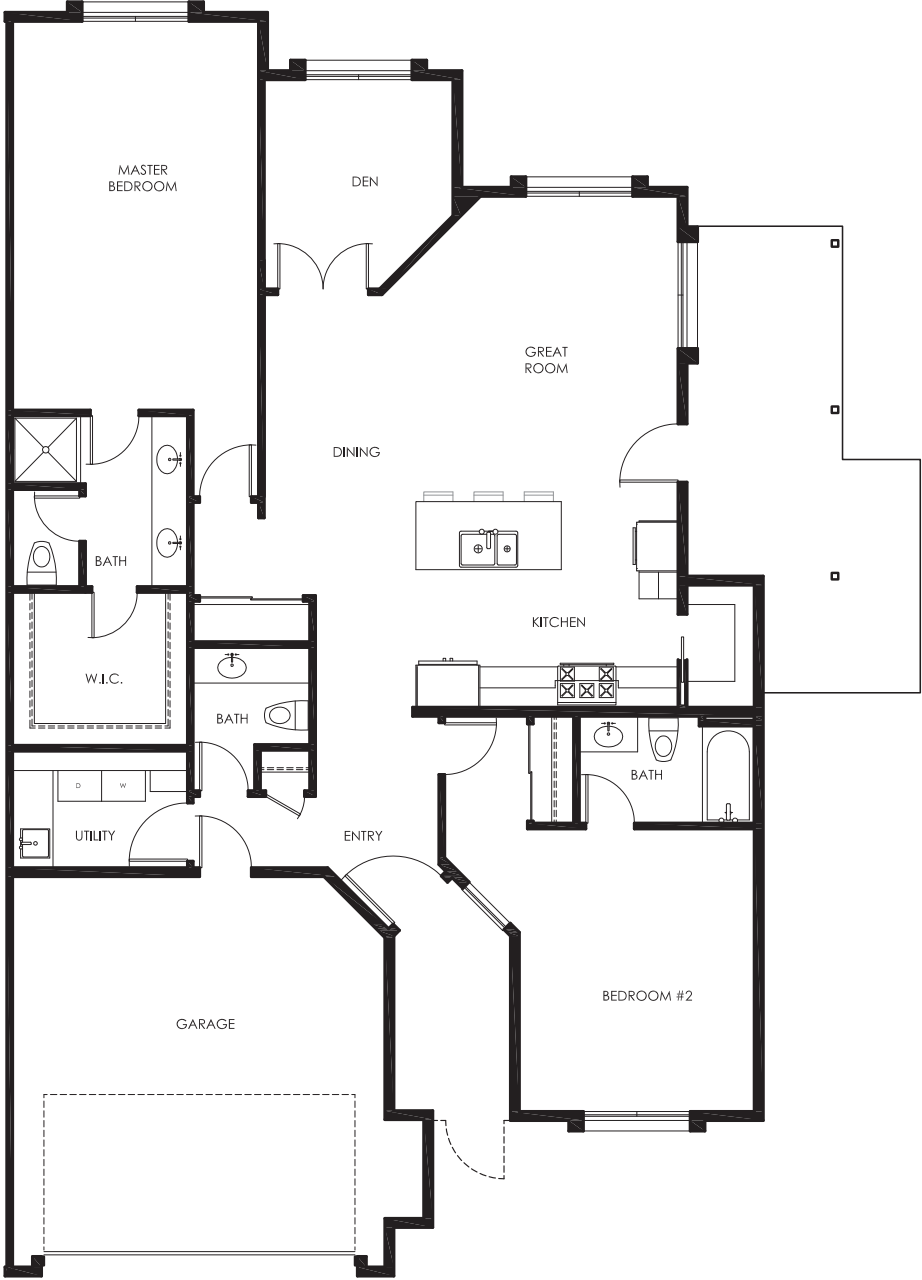 MASTER
BEDROOM
DEN
GREAT
ROOM
DINING
BATH
KITCHEN
W.I.C.
BATH
BATH
D
W
UTILITY
ENTRY
BEDROOM #2
GARAGE